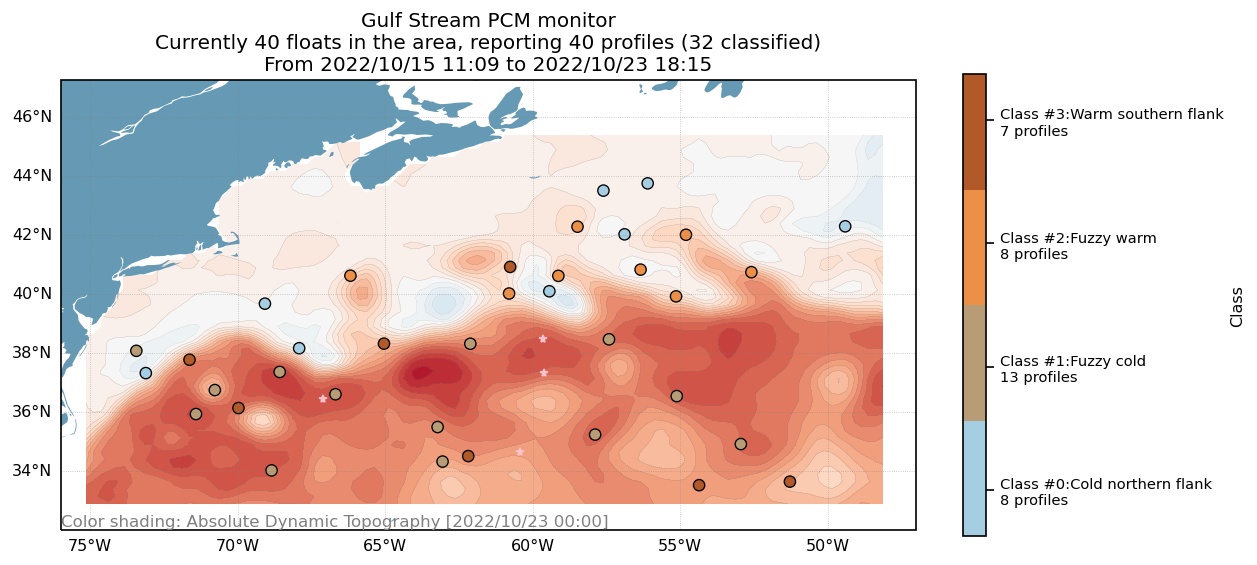 Gulf Stream PCM monitor
Currently 40 floats in the area, reporting 40 profiles (32 classified)
From 2022/10/15 11:09 to 2022/10/23 18:15
46°N
44°N
42°N
40°N
38°N
36°N
34°N
Color shading: Absolute Dynamic Topography [2022/10/23 00:00]
75°W
70°W
65°W
60°W
55°W
50°W
Class #3:Warm southern flank
7 profiles
Class #2:Fuzzy warm
8 profiles
Class #1:Fuzzy cold
13 profiles
Class #0:Cold northern flank
8 profiles
Class